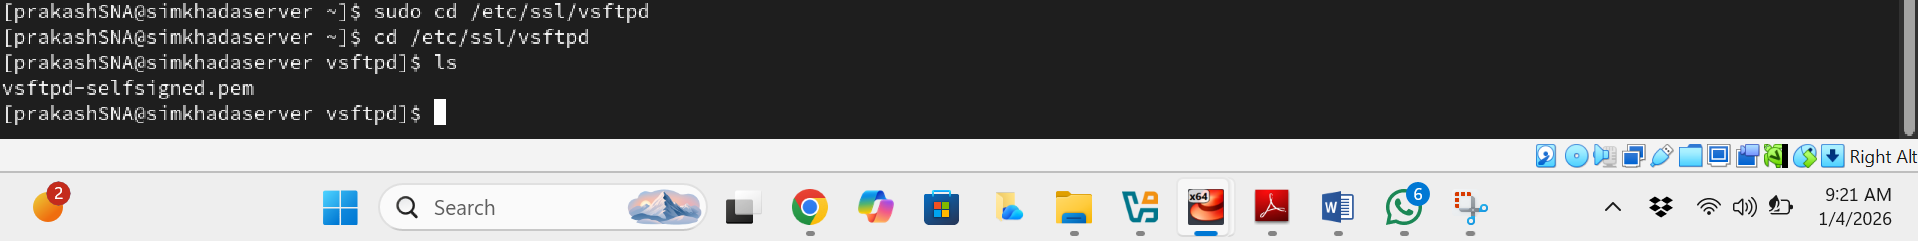 [prakashSNA@simkhadaserver ~]$ sudo cd /etc/ssl/vsftpd
[prakashSNA@simkhadaserver ~]$ cd /etc/ssl/vsftpd
[prakashSNA@simkhadaserver vsftpd]$ ls
vsftpd-selfsigned.pem
[prakashSNA@simkhadaserver vsftpd]$
Right Alt
2
Search
x64
W
6
9:21 AM
1/4/2026